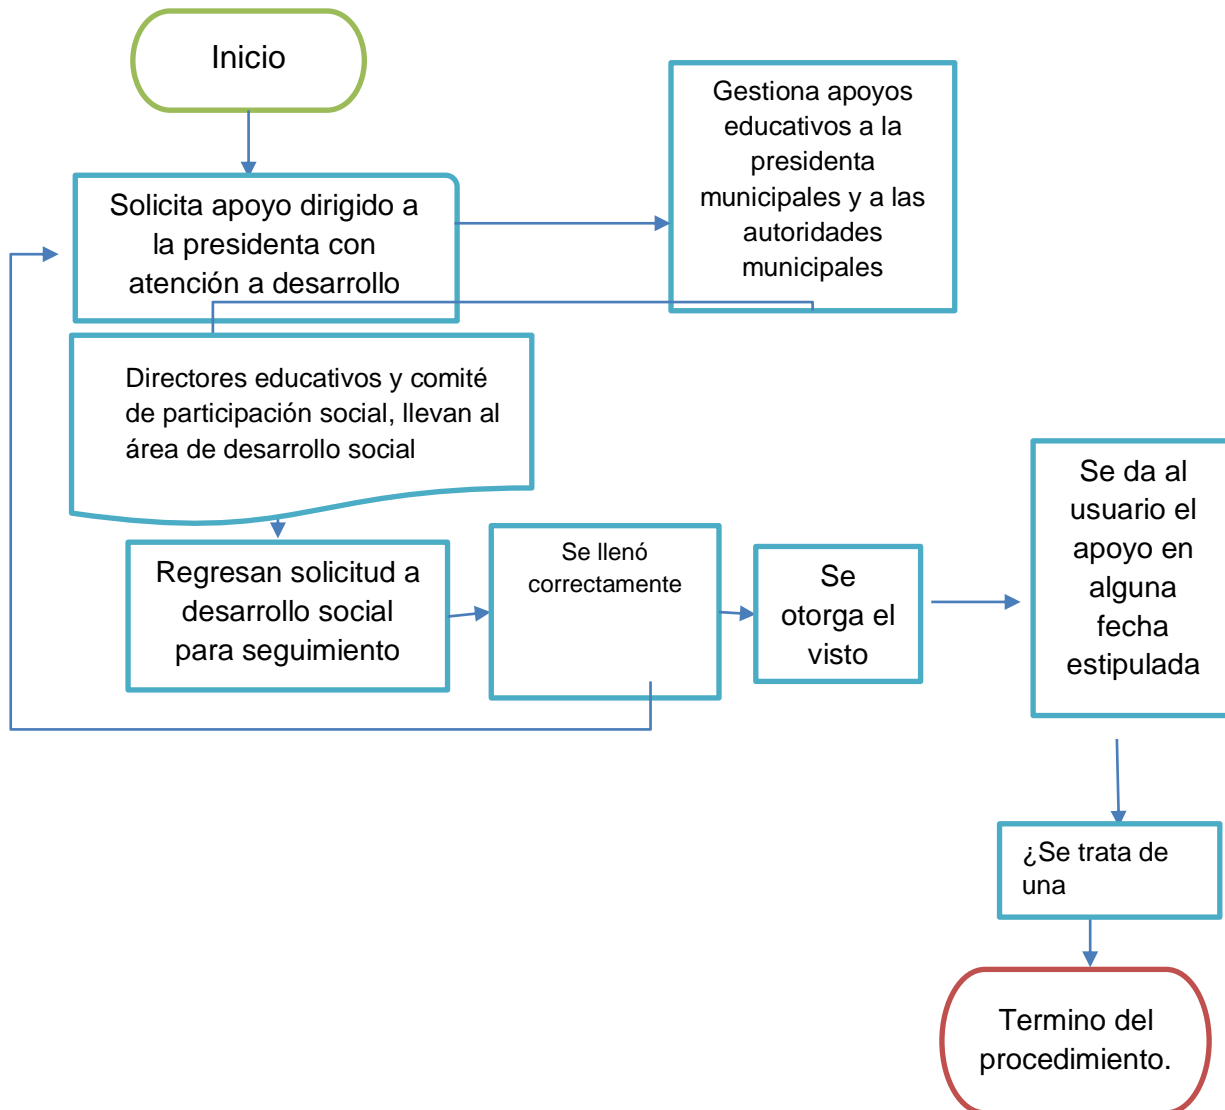 Inicio
Gestiona apoyos
educativos a la
presidenta
municipales y a las
autoridades
municipales
Solicita apoyo dirigido a
la presidenta con
atención a desarrollo
Directores educativos y comité
de participación social, llevan al
área de desarrollo social
Regresan solicitud a
desarrollo social
para seguimiento
Se llenó
correctamente
Se
otorga el
visto
Se da al
usuario el
apoyo en
alguna
fecha
estipulada
¿Se trata de
una
Termino del
procedimiento.